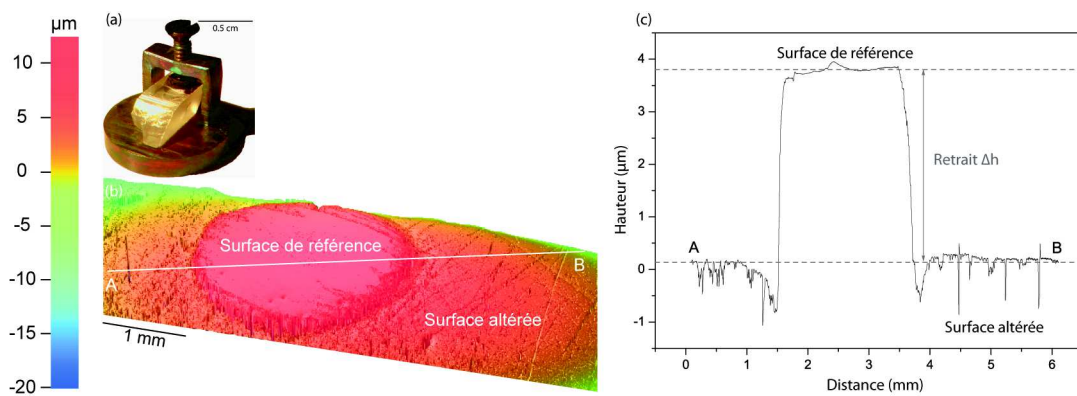 µm
10
5
0
-5
-10
-15
-20
(a)
0.5 cm
(b)
Surface de référence
A
B
Surface altérée
1 mm
(c)
Hauteur (µm)
4
3
2
1
0
-1
Surface de référence
Retrait Δh
A
B
Surface altérée
0
1
2
3
4
5
6
Distance (mm)